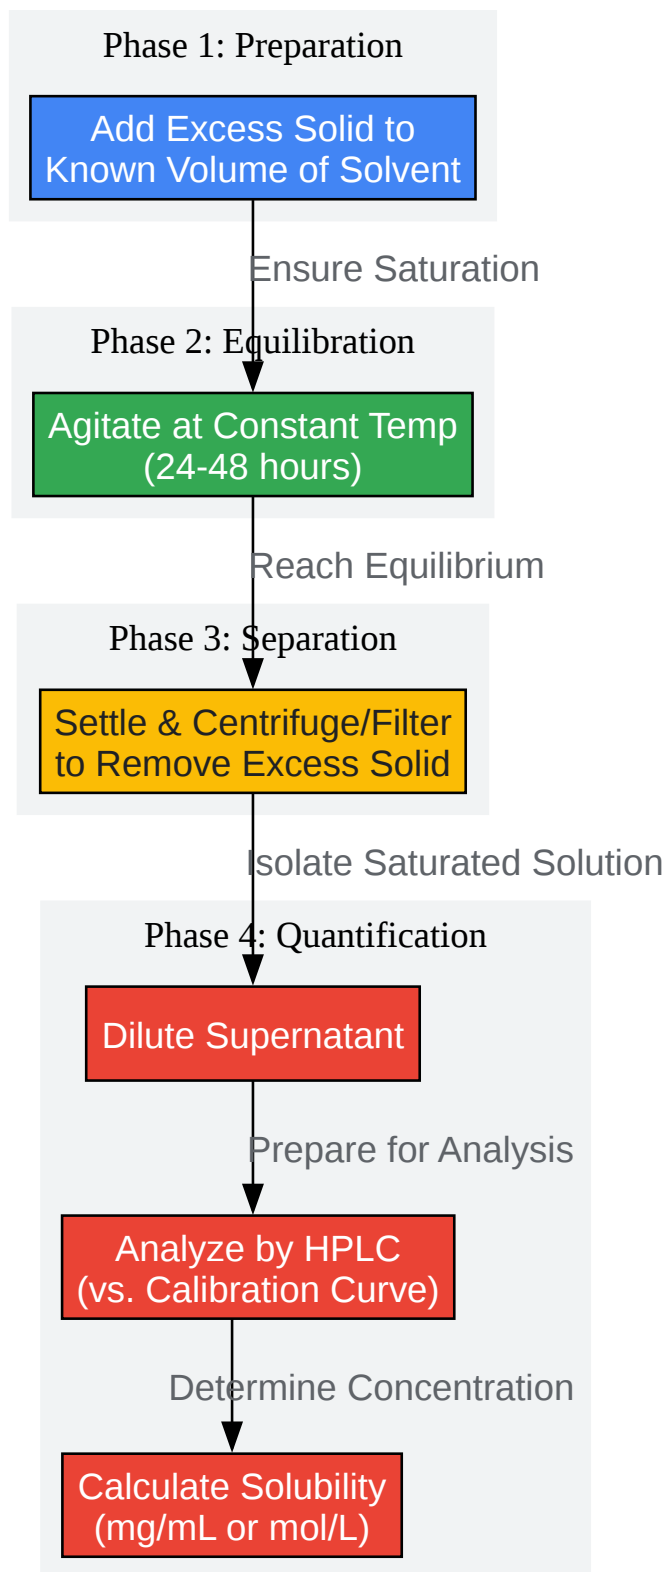 Phase 1: Preparation
Add Excess Solid to
Known Volume of Solvent
Ensure Saturation
Phase 2: Equilibration
Agitate at Constant Temp
(24-48 hours)
Reach Equilibrium
Phase 3: Separation
Settle & Centrifuge/Filter
to Remove Excess Solid
Isolate Saturated Solution
Phase 4: Quantification
Dilute Supernatant
Prepare for Analysis
Analyze by HPLC
(vs. Calibration Curve)
Determine Concentration
Calculate Solubility
(mg/mL or mol/L)